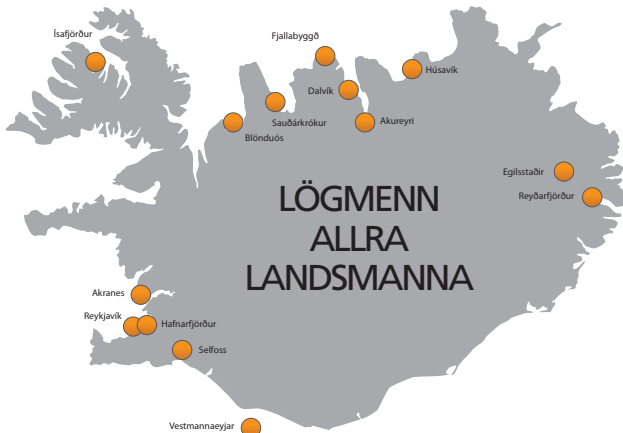 Ísafjörður
Fjallabyggð
Húsavík
Dalvík
Sauðárkrókur
Akureyri
Blönduós
Egilsstaðir
Reyðarfjörður
LÖGMENN
ALLRA
LANDSMANNA
Akranes
Reykjavík
Hafnarfjörður
Selfoss
Vestmannaeyjar